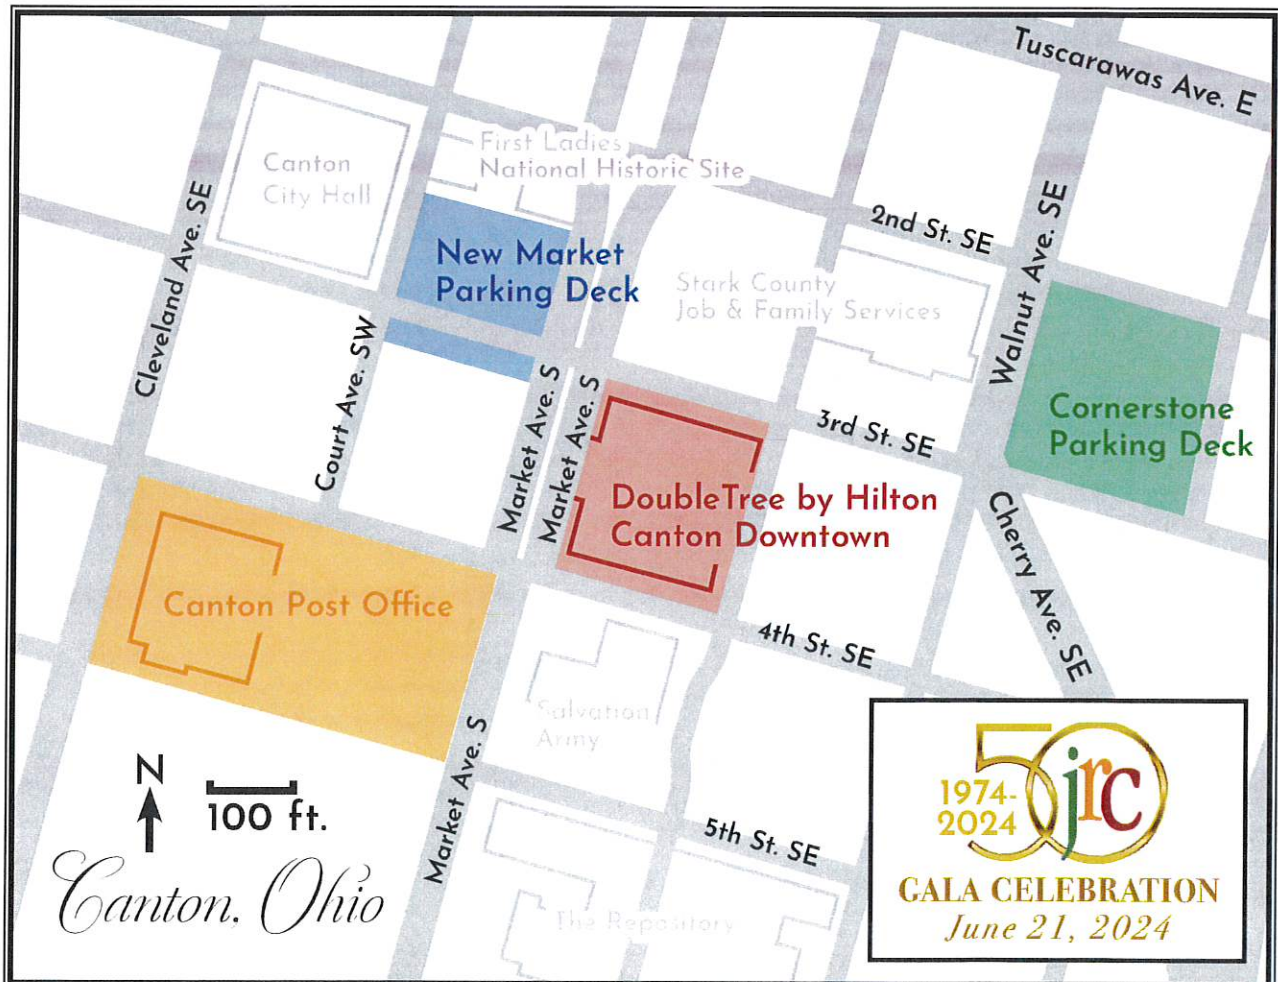 Tuscarawas Ave. E
First Ladies
National Historic Site
Canton
City Hall
Cleveland Ave. SE
2nd St. SE
Walnut Ave. SE
New Market
Parking Deck
Stark County
Job & Family Services
Court Ave. SW
Market Ave. S
Market Ave. S
3rd St. SE
Cornerstone
Parking Deck
DoubleTree by Hilton
Canton Downtown
Cherry Ave. SE
Canton Post Office
4th St. SE
Salvation
Army
Market Ave. S
5th St. SE
The Repository
N
100 ft.
Canton, Ohio
50
1974-
2024
jrc
GALA CELEBRATION
June 21, 2024